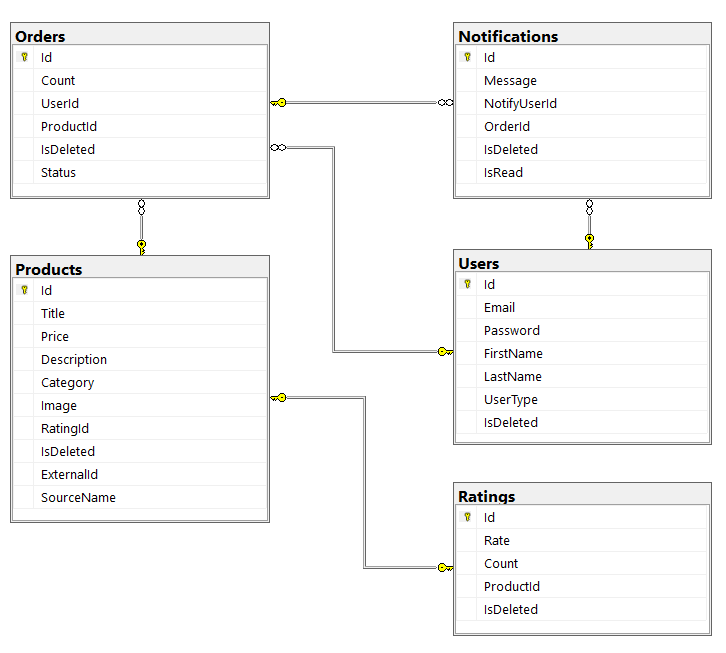 Orders
Id
Count
UserId
ProductId
IsDeleted
Status
Notifications
Id
Message
NotifyUserId
OrderId
IsDeleted
IsRead
Products
Id
Title
Price
Description
Category
Image
RatingId
IsDeleted
ExternalId
SourceName
Users
Id
Email
Password
FirstName
LastName
UserType
IsDeleted
Ratings
Id
Rate
Count
ProductId
IsDeleted